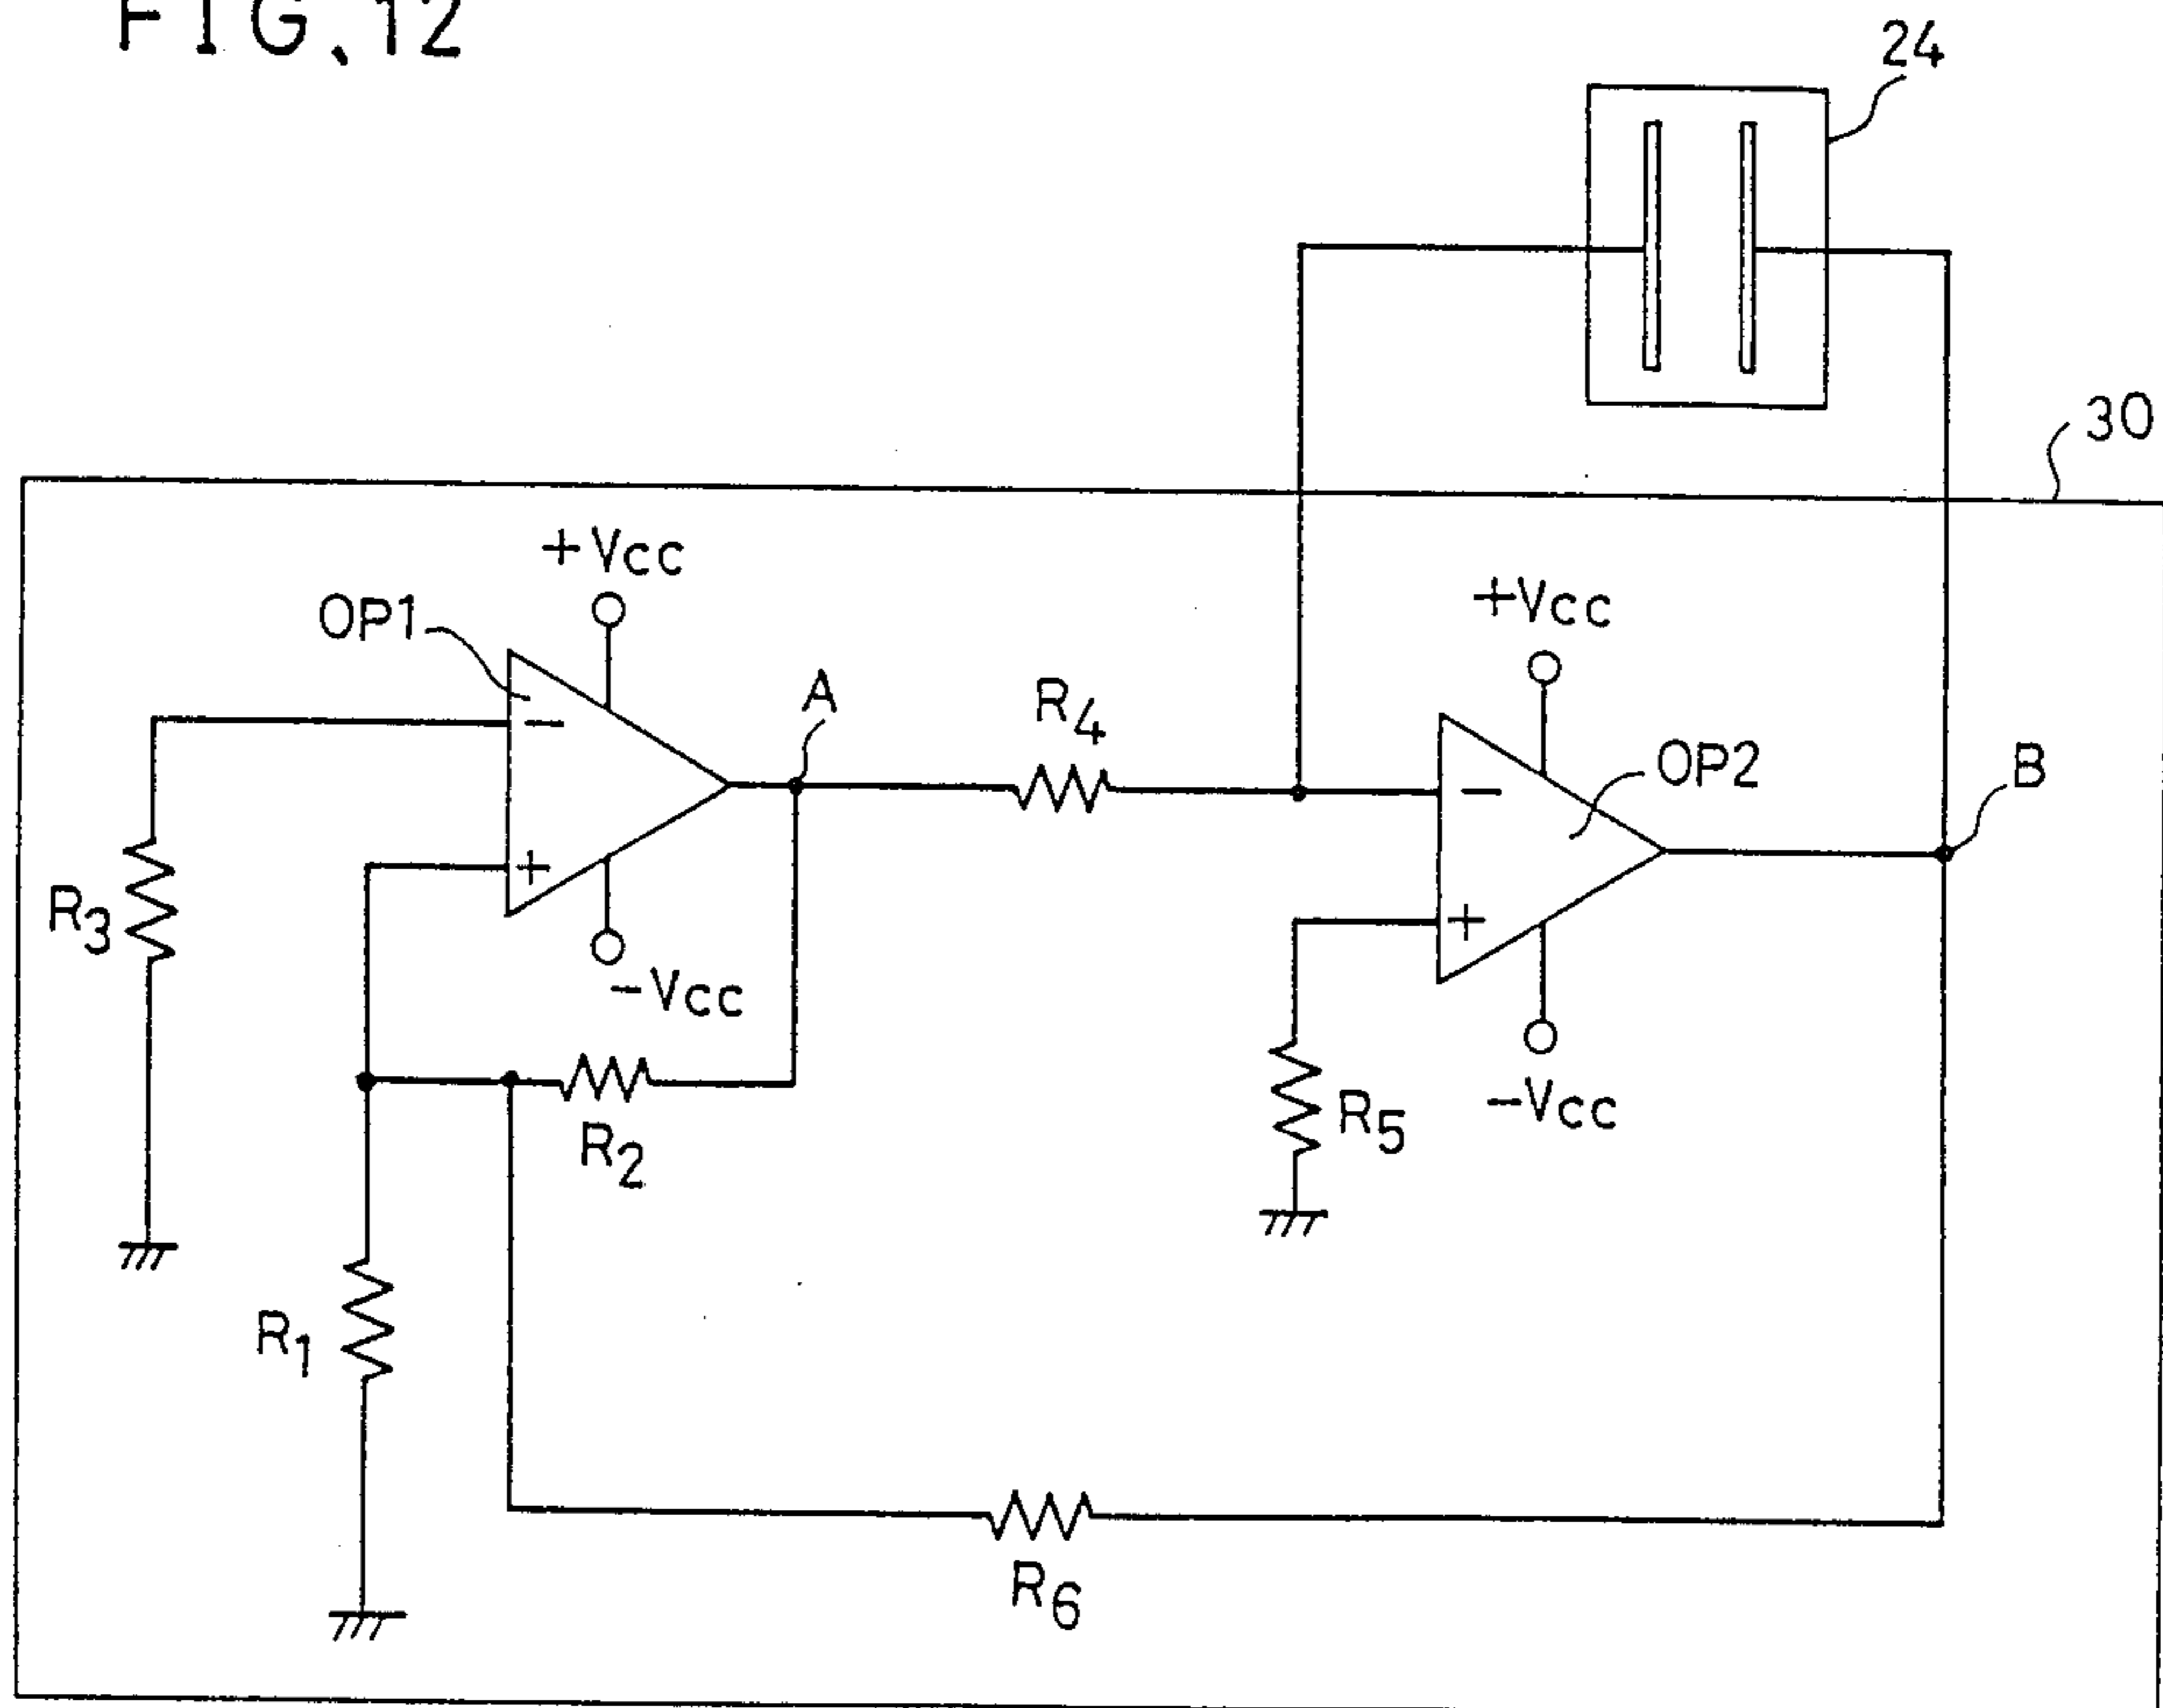 FIG.12
24
30
+Vcc
OP1
+Vcc
A
R4
OP2
B
−
−
+
+
R3
−Vcc
R5
−Vcc
R2
R1
R6